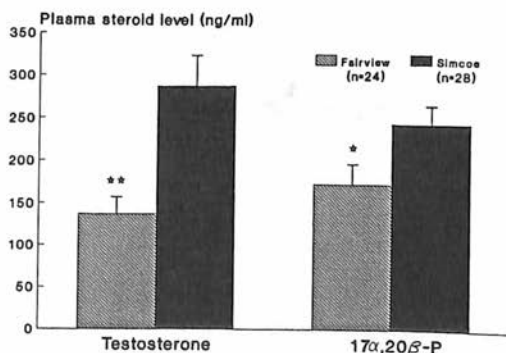 Plasma steroid level (ng/ml)
350
300
250
200
150
100
50
0
Fairview
(n=24)
Simcoe
(n=28)
**
*
Testosterone
17α,20β-P